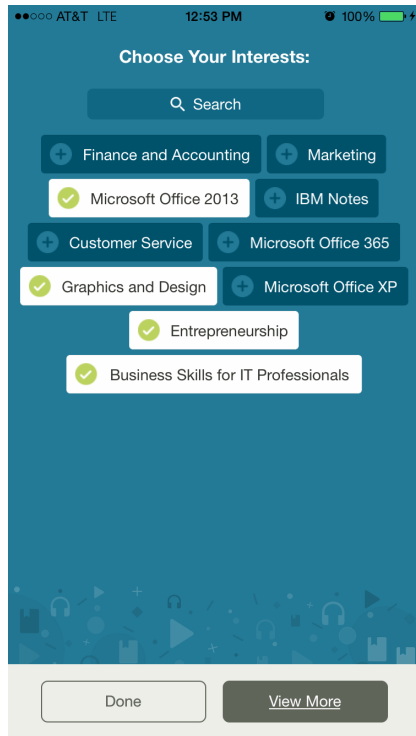 AT&T LTE 12:53 PM 100%
Choose Your Interests:
Search
Finance and Accounting Marketing
Microsoft Office 2013 IBM Notes
Customer Service Microsoft Office 365
Graphics and Design Microsoft Office XP
Entrepreneurship
Business Skills for IT Professionals
Done View More